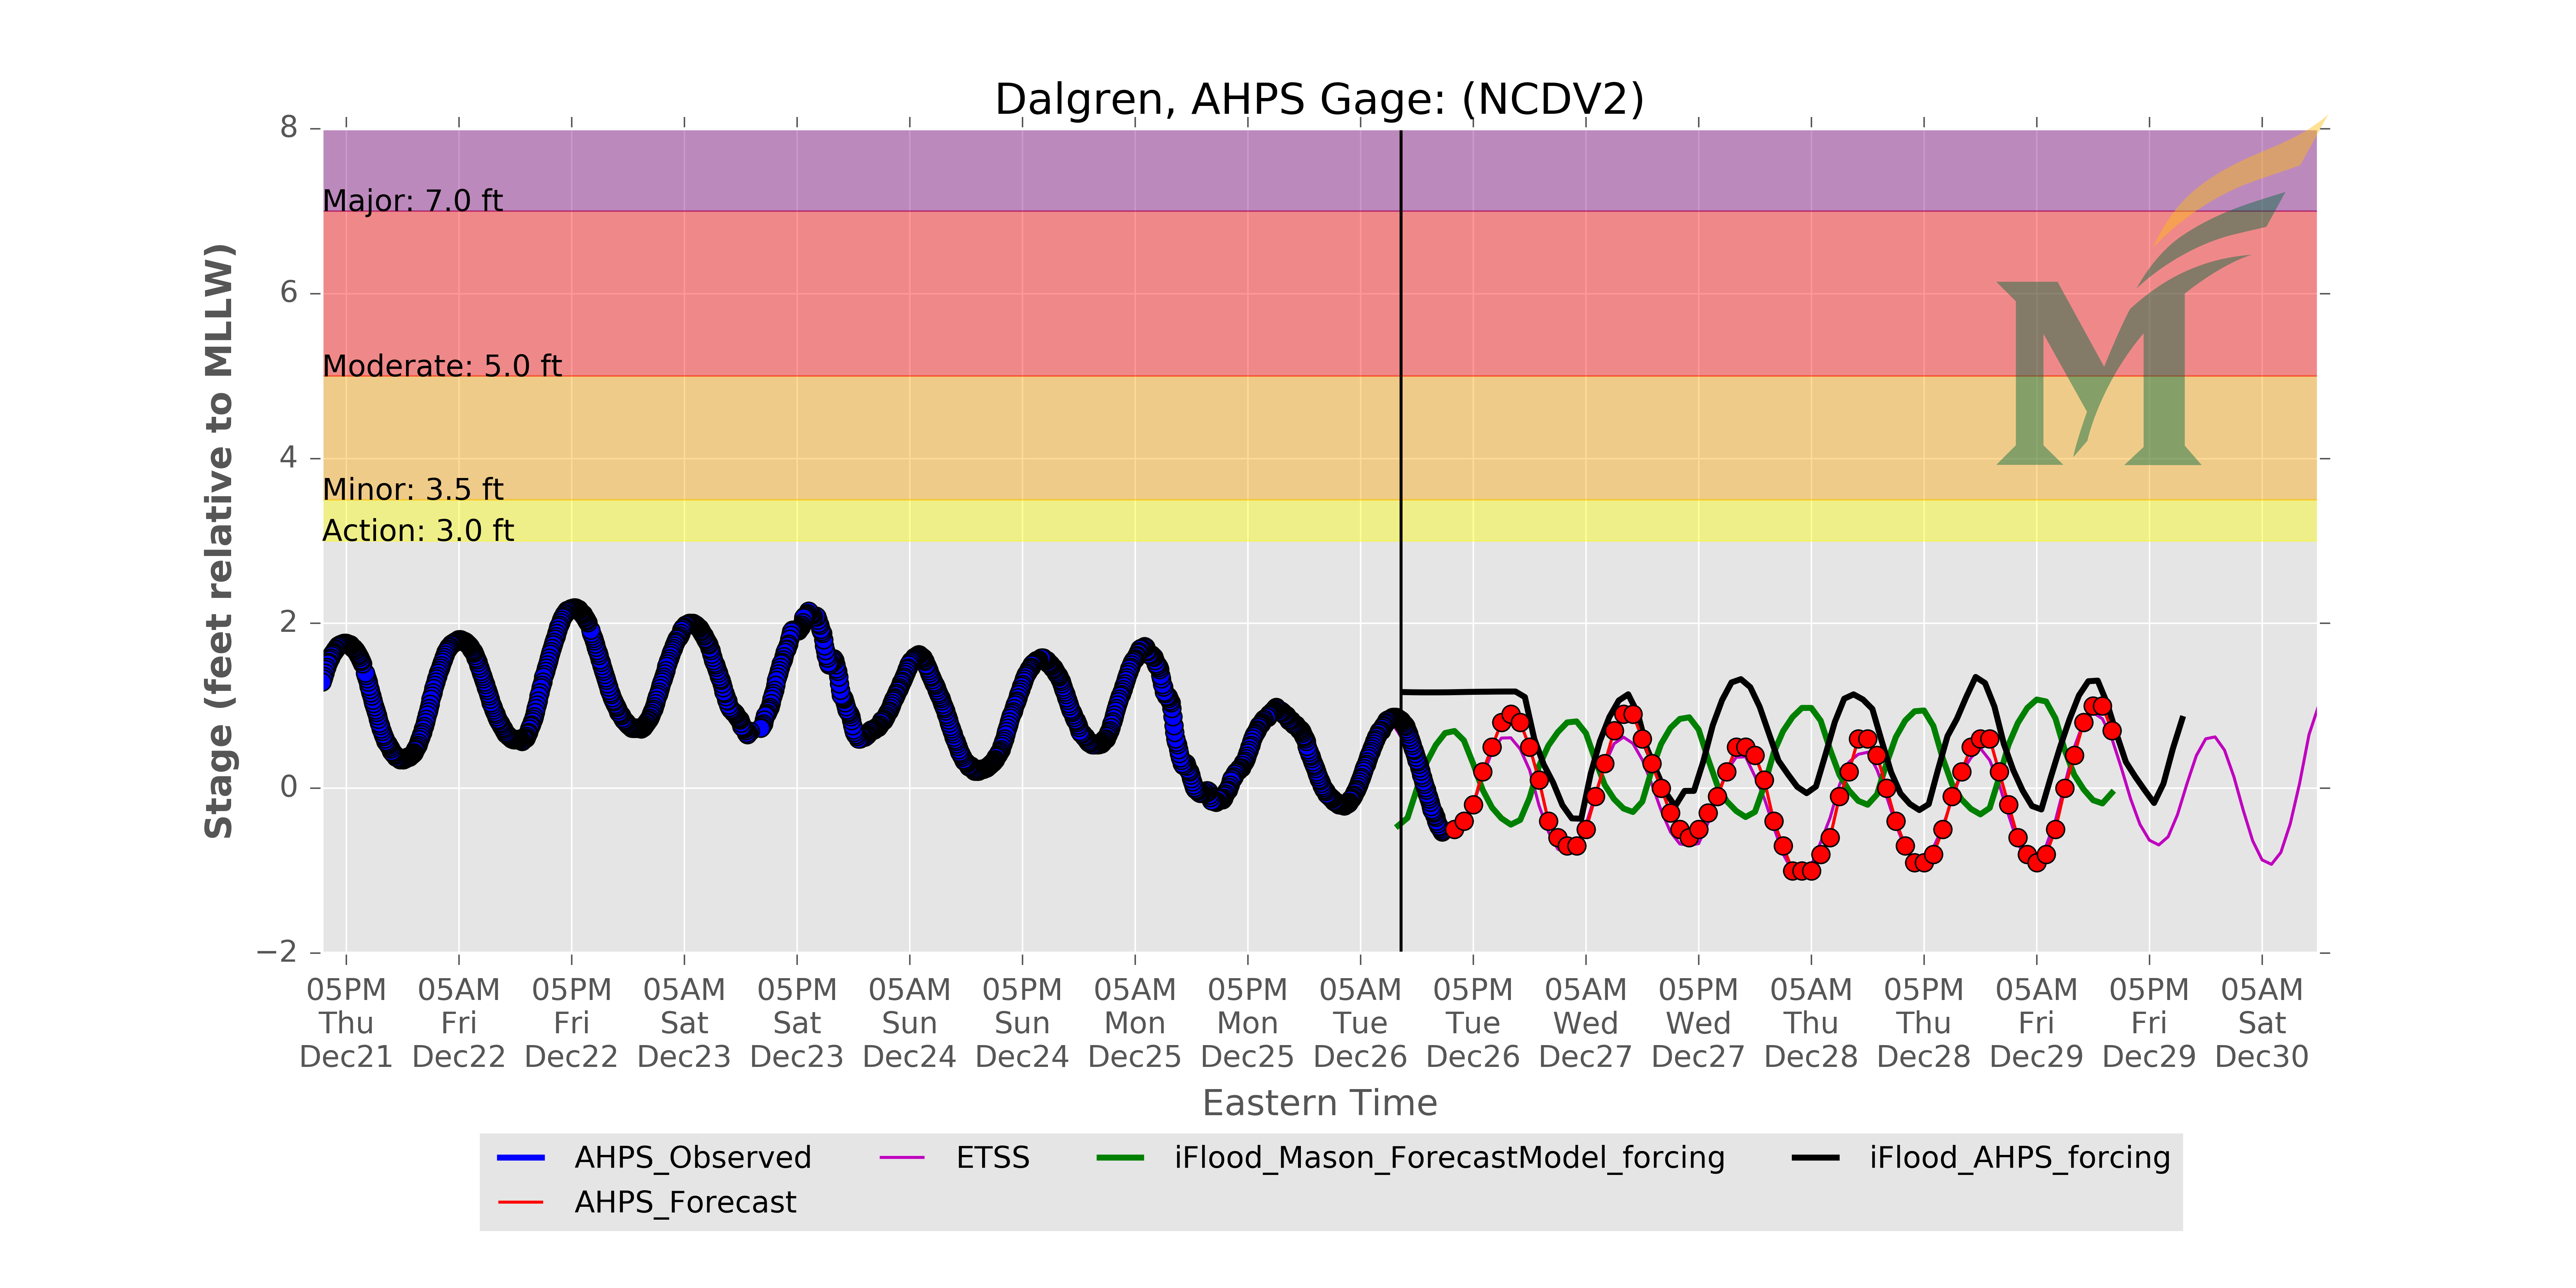 Dalgren, AHPS Gage: (NCDV2)
8
Major: 7.0 ft
6
Moderate: 5.0 ft
4
Minor: 3.5 ft
Action: 3.0 ft
2
0
−2
Stage (feet relative to MLLW)
05PM 05AM 05PM 05AM 05PM 05AM 05PM 05AM 05PM 05AM 05PM 05AM 05PM 05AM 05PM 05AM 05PM 05AM
Thu Fri Fri Sat Sat Sun Sun Mon Mon Tue Tue Wed Wed Thu Thu Fri Fri Sat
Dec21 Dec22 Dec22 Dec23 Dec23 Dec24 Dec24 Dec25 Dec25 Dec26 Dec26 Dec27 Dec27 Dec28 Dec28 Dec29 Dec29 Dec30
Eastern Time
AHPS_Observed ETSS iFlood_Mason_ForecastModel_forcing iFlood_AHPS_forcing
AHPS_Forecast
M